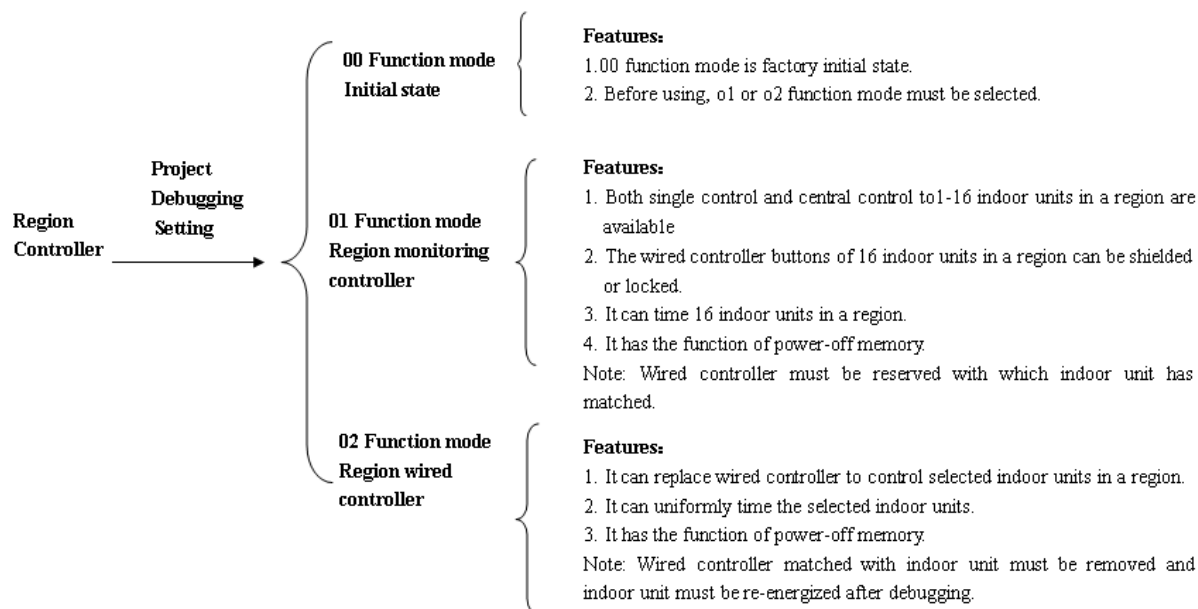 Region
Controller
Project
Debugging
Setting
00 Function mode
Initial state
Features:
1.00 function mode is factory initial state.
2. Before using, o1 or o2 function mode must be selected.
01 Function mode
Region monitoring
controller
Features:
1. Both single control and central control to1-16 indoor units in a region are
available
2. The wired controller buttons of 16 indoor units in a region can be shielded
or locked.
3. It can time 16 indoor units in a region.
4. It has the function of power-off memory.
Note: Wired controller must be reserved with which indoor unit has
matched.
02 Function mode
Region wired
controller
Features:
1. It can replace wired controller to control selected indoor units in a region.
2. It can uniformly time the selected indoor units.
3. It has the function of power-off memory.
Note: Wired controller matched with indoor unit must be removed and
indoor unit must be re-energized after debugging.